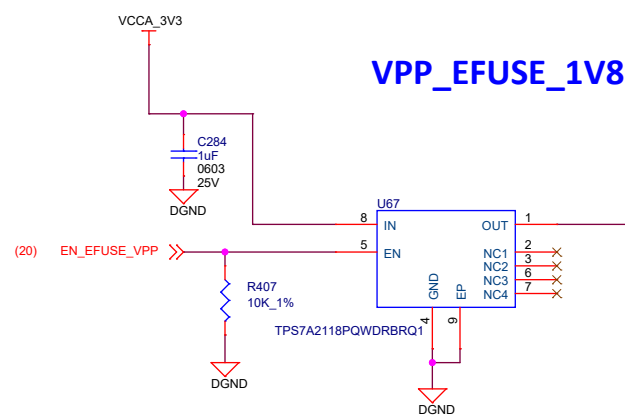 VCCA_3V3
VPP_EFUSE_1V8
C284
1uF
0603
25V
DGND
U67
8 IN OUT 1
(20) EN_EFUSE_VPP 5 EN NC1 2
NC2 3
NC3 6
NC4 7
GND EP
4 9
R407
10K_1%
TPS7A2118PQWDRBRQ1
DGND
DGND